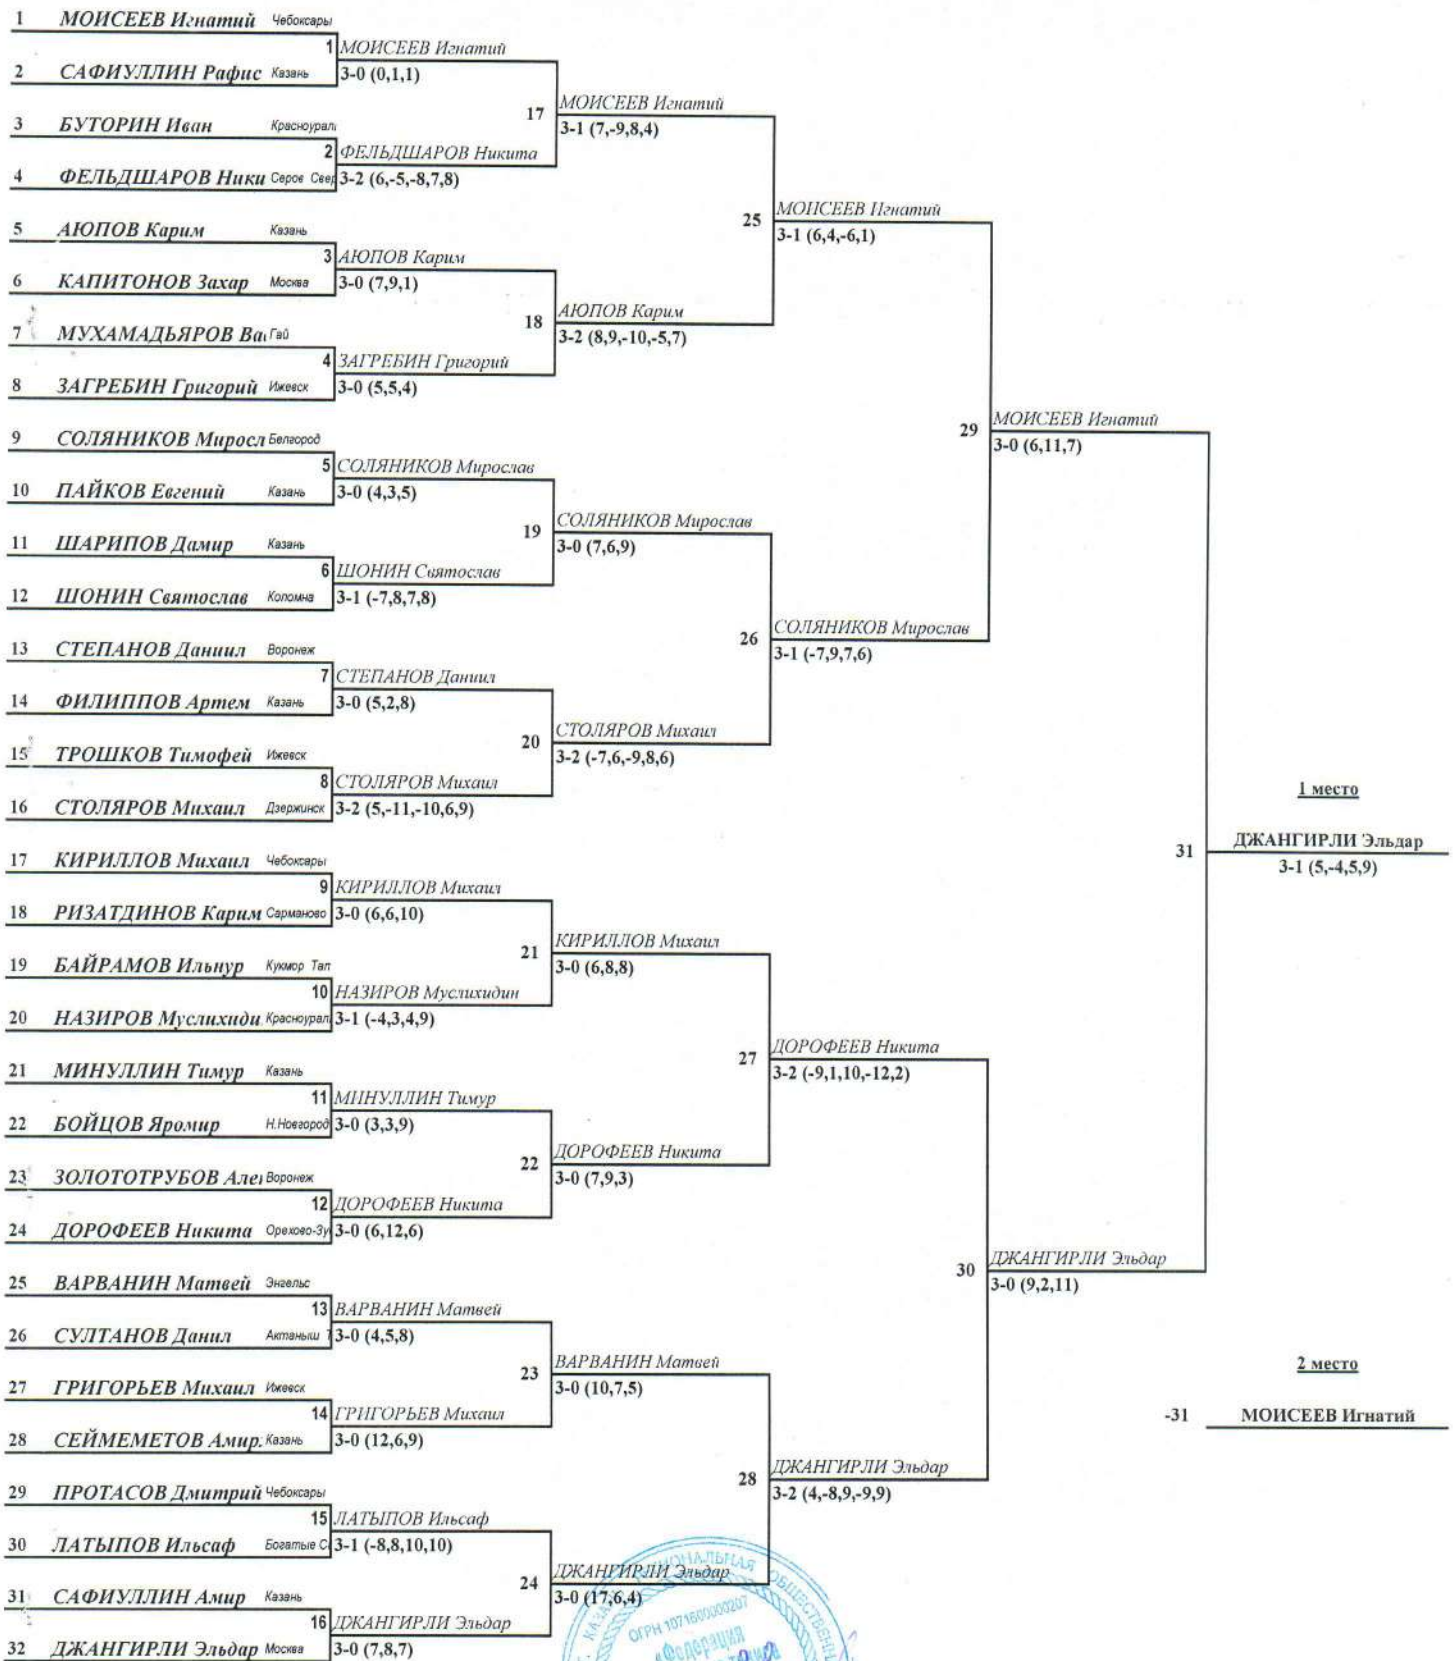 1 МОИСЕЕВ Игнатий Чебоксары
1 МОИСЕЕВ Игнатий
2 САФИУЛЛИН Рафис Казань 3-0 (0,1,1)
17 МОИСЕЕВ Игнатий
3 БУТОРИН Иван Красноурал 3-1 (7,-9,8,4)
2 ФЕЛЬДШАРОВ Никита
4 ФЕЛЬДШАРОВ Ники Серов Свер 3-2 (6,-5,-8,7,8)
25 МОИСЕЕВ Игнатий
5 АЮПОВ Карим Казань 3-1 (6,4,-6,1)
3 АЮПОВ Карим
6 КАПИТОНОВ Захар Москва 3-0 (7,9,1)
18 АЮПОВ Карим
7 МУХАМАДЬЯРОВ Ва Гай 3-2 (8,9,-10,-5,7)
4 ЗАГРЕБИН Григорий
8 ЗАГРЕБИН Григорий Ижевск 3-0 (5,5,4)
29 МОИСЕЕВ Игнатий
9 СОЛЯНИКОВ Миросл Белгород 3-0 (6,11,7)
5 СОЛЯНИКОВ Мирослав
10 ПАЙКОВ Евгений Казань 3-0 (4,3,5)
19 СОЛЯНИКОВ Мирослав
11 ШАРИПОВ Дамир Казань 3-0 (7,6,9)
6 ШОНИН Святослав
12 ШОНИН Святослав Коломна 3-1 (-7,8,7,8)
26 СОЛЯНИКОВ Мирослав
13 СТЕПАНОВ Даниил Воронеж 3-1 (-7,9,7,6)
7 СТЕПАНОВ Даниил
14 ФИЛИППОВ Артем Казань 3-0 (5,2,8)
20 СТОЛЯРОВ Михаил
15 ТРОШКОВ Тимофей Ижевск 3-2 (-7,6,-9,8,6)
8 СТОЛЯРОВ Михаил
1 место
16 СТОЛЯРОВ Михаил Дзержинск 3-2 (5,-11,-10,6,9)
31 ДЖАНГИРЛИ Эльдар
17 КИРИЛЛОВ Михаил Чебоксары 3-1 (5,-4,5,9)
9 КИРИЛЛОВ Михаил
18 РИЗАТДИНОВ Карим Сарманово 3-0 (6,6,10)
21 КИРИЛЛОВ Михаил
19 БАЙРАМОВ Ильнур Кукмор Тат 3-0 (6,8,8)
10 НАЗИРОВ Муслихидин
20 НАЗИРОВ Муслихиди Красноурал 3-1 (-4,3,4,9)
27 ДОРОФЕЕВ Никита
21 МИНУЛЛИН Тимур Казань 3-2 (-9,1,10,-12,2)
11 МИНУЛЛИН Тимур
22 БОЙЦОВ Яромир Н.Новгород 3-0 (3,3,9)
22 ДОРОФЕЕВ Никита
23 ЗОЛОТОТРУБОВ Але Воронеж 3-0 (7,9,3)
12 ДОРОФЕЕВ Никита
24 ДОРОФЕЕВ Никита Орехово-Зу 3-0 (6,12,6)
30 ДЖАНГИРЛИ Эльдар
25 ВАРВАНИН Матвей Энгельс 3-0 (9,2,11)
13 ВАРВАНИН Матвей
26 СУЛТАНОВ Данил Актаныш Т 3-0 (4,5,8)
23 ВАРВАНИН Матвей
2 место
27 ГРИГОРЬЕВ Михаил Ижевск 3-0 (10,7,5)
14 ГРИГОРЬЕВ Михаил
-31 МОИСЕЕВ Игнатий
28 СЕЙМЕМЕТОВ Амир. Казань 3-0 (12,6,9)
28 ДЖАНГИРЛИ Эльдар
29 ПРОТАСОВ Дмитрий Чебоксары 3-2 (4,-8,9,-9,9)
15 ЛАТЫПОВ Ильсаф
30 ЛАТЫПОВ Ильсаф Богатые С 3-1 (-8,8,10,10)
24 ДЖАНГИРЛИ Эльдар
31 САФИУЛЛИН Амир Казань 3-0 (17,6,4)
16 ДЖАНГИРЛИ Эльдар
32 ДЖАНГИРЛИ Эльдар Москва 3-0 (7,8,7)
ОГРН 1071600000207
«Федерация